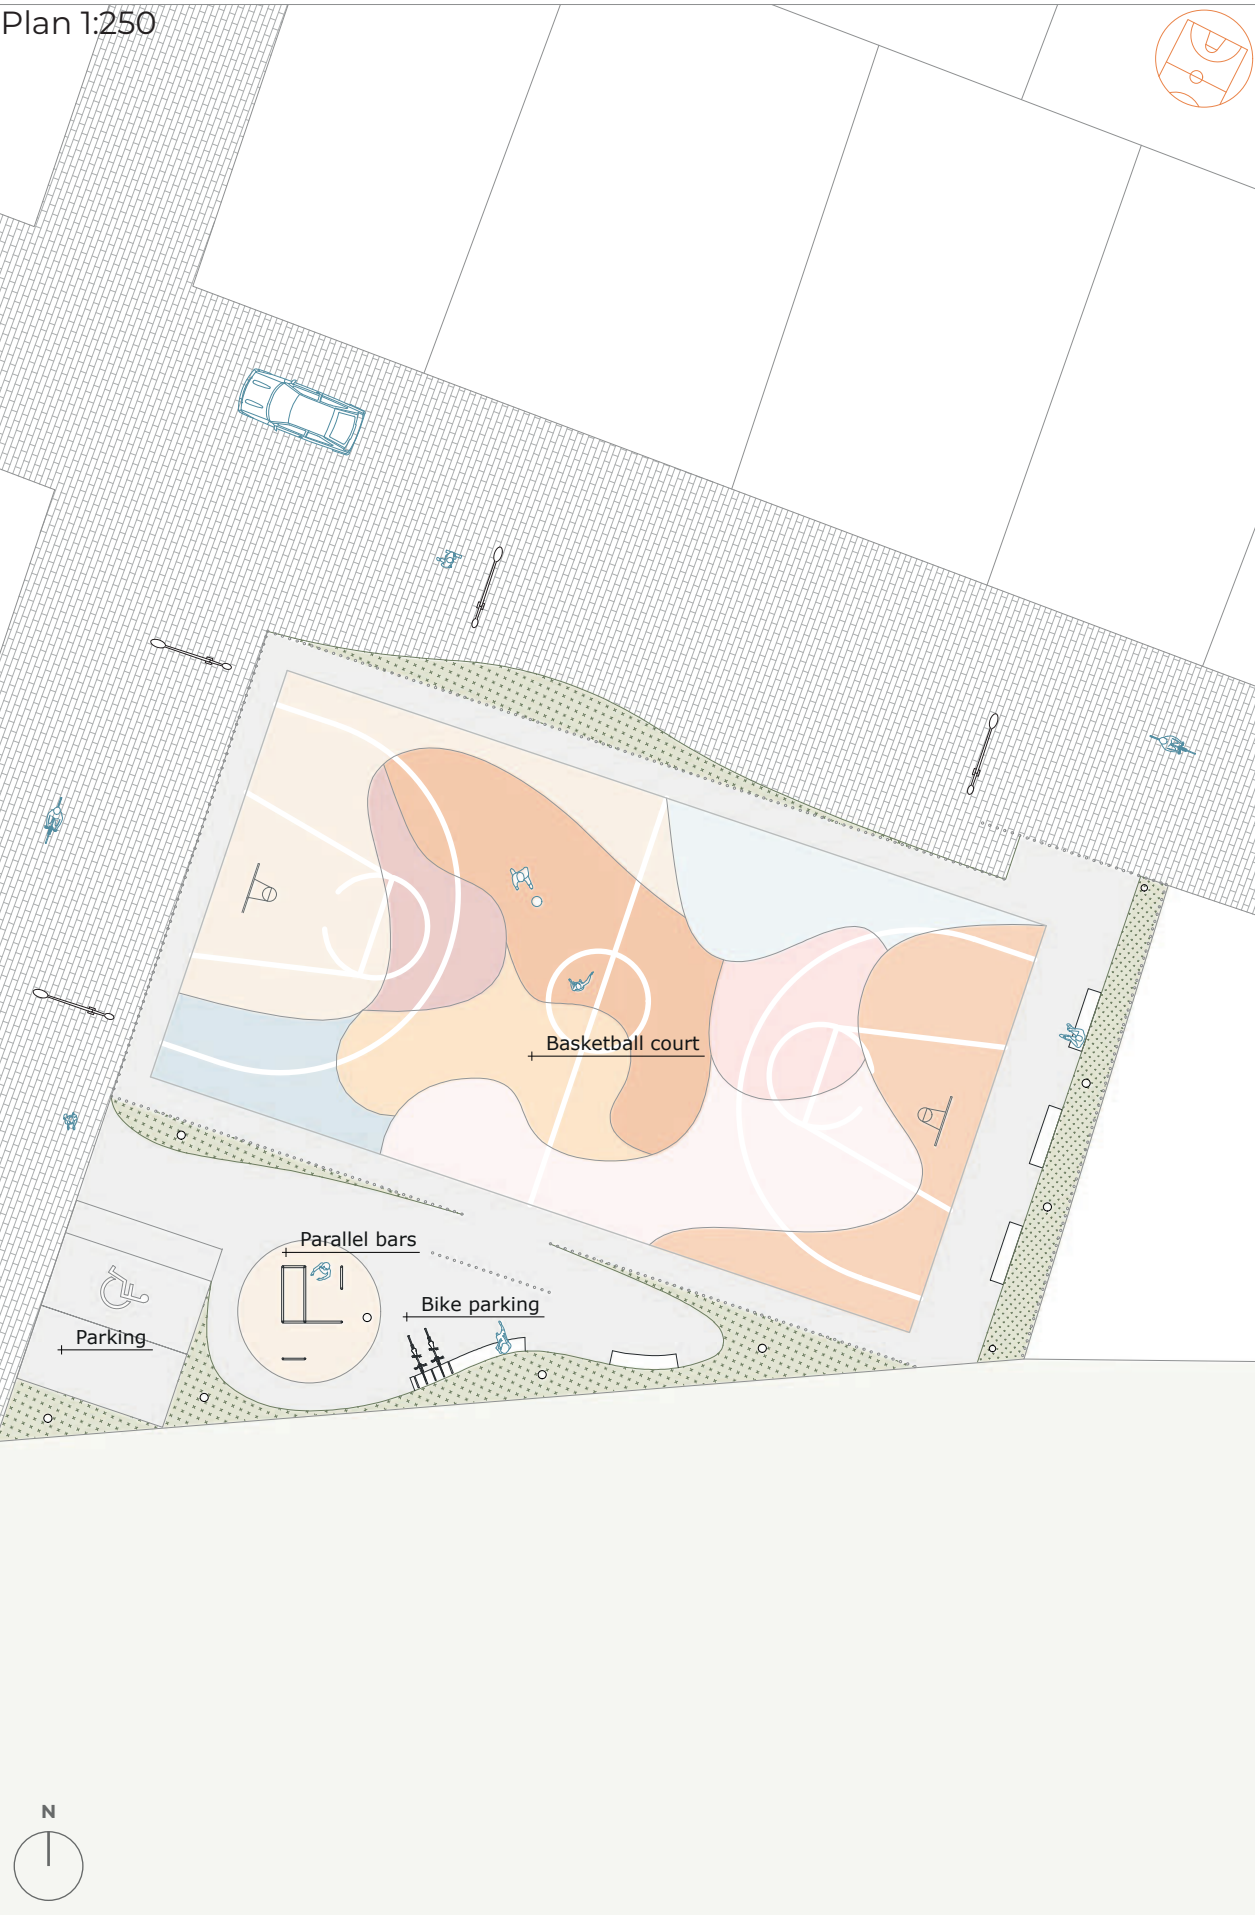 Plan 1:250
Basketball court
Parallel bars
Bike parking
Parking
N